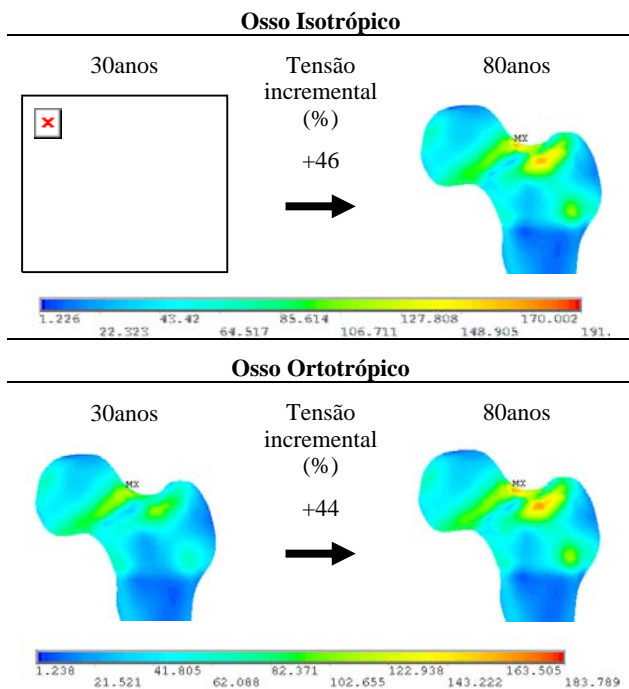 Osso Isotrópico
30anos Tensão 80anos
incremental
(%)
+46
MX
1.226 43.42 85.614 127.808 170.002
22.323 64.517 106.711 148.905 191.
Osso Ortotrópico
30anos Tensão 80anos
incremental
(%)
+44
MX MX
1.238 41.805 82.371 122.938 163.505
21.521 62.088 102.655 143.222 183.789